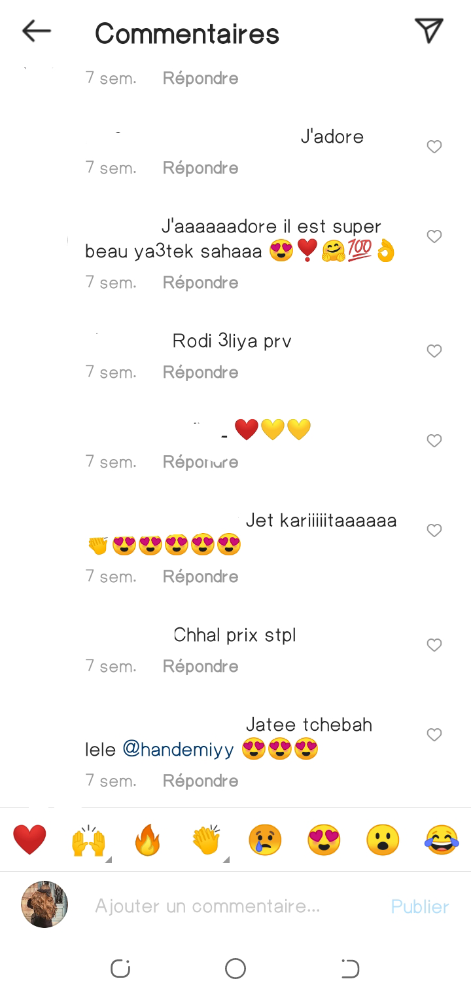 Commentaires
7 sem. Répondre
J'adore
7 sem. Répondre
J'aaaaaadore il est super
beau ya3tek sahaaa 😍❣️🤗💯👌
7 sem. Répondre
Rodi 3liya prv
7 sem. Répondre
❤️💛💛
7 sem. Répondre
Jet kariiiiitaaaaaa
👏😍😍😍😍😍
7 sem. Répondre
Chhal prix stpl
7 sem. Répondre
Jatee tchebah
lele @handemiyy 😍😍😍
7 sem. Répondre
❤️🙌🔥👏😢😍😮😂
Ajouter un commentaire... Publier